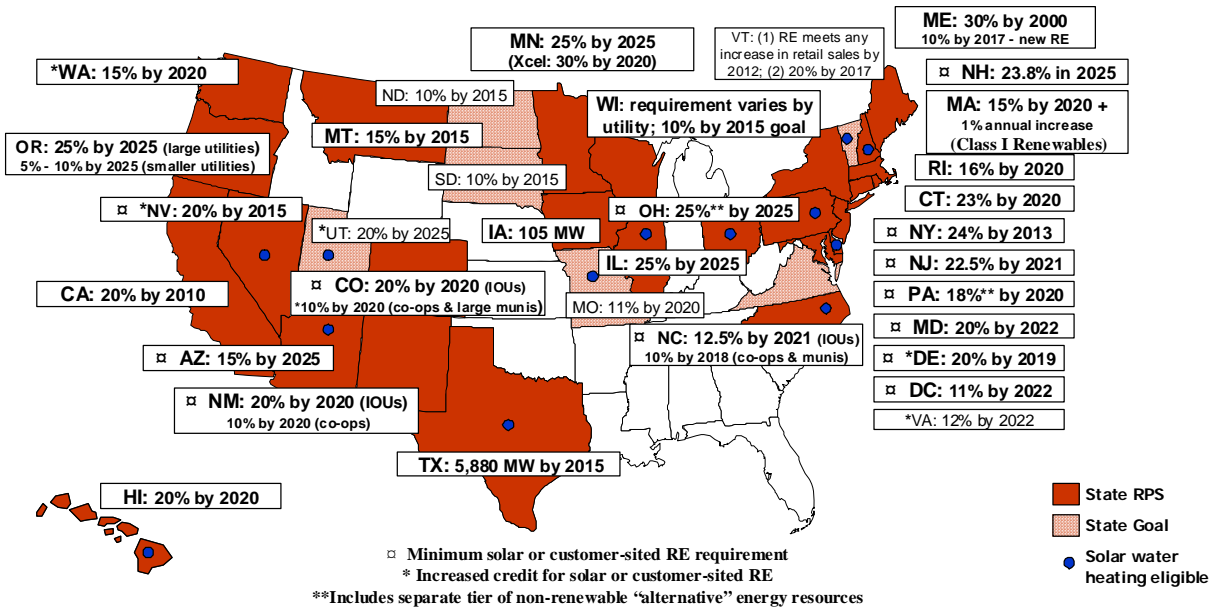 *WA: 15% by 2020
MN: 25% by 2025
(Xcel: 30% by 2020)
VT: (1) RE meets any
increase in retail sales by
2012; (2) 20% by 2017
ME: 30% by 2000
10% by 2017 - new RE
¤ NH: 23.8% in 2025
ND: 10% by 2015
WI: requirement varies by
utility; 10% by 2015 goal
MA: 15% by 2020 +
1% annual increase
(Class I Renewables)
OR: 25% by 2025 (large utilities)
5% - 10% by 2025 (smaller utilities)
MT: 15% by 2015
SD: 10% by 2015
RI: 16% by 2020
CT: 23% by 2020
¤ *NV: 20% by 2015
*UT: 20% by 2025
IA: 105 MW
¤ OH: 25%** by 2025
¤ NY: 24% by 2013
IL: 25% by 2025
¤ NJ: 22.5% by 2021
CA: 20% by 2010
¤ CO: 20% by 2020 (IOUs)
*10% by 2020 (co-ops & large munis)
MO: 11% by 2020
¤ PA: 18%** by 2020
¤ NC: 12.5% by 2021 (IOUs)
10% by 2018 (co-ops & munis)
¤ MD: 20% by 2022
¤ AZ: 15% by 2025
¤ *DE: 20% by 2019
¤ NM: 20% by 2020 (IOUs)
10% by 2020 (co-ops)
¤ DC: 11% by 2022
*VA: 12% by 2022
TX: 5,880 MW by 2015
HI: 20% by 2020
State RPS
State Goal
Solar water
heating eligible
¤ Minimum solar or customer-sited RE requirement
* Increased credit for solar or customer-sited RE
**Includes separate tier of non-renewable “alternative” energy resources